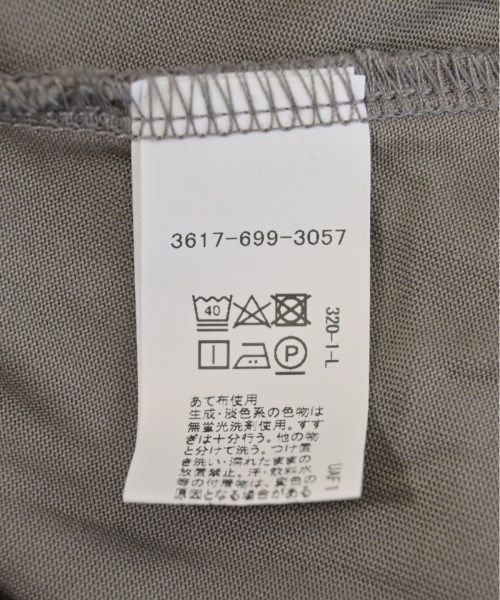 3617-699-3057
40
P
320-1-L
あて布使用
生成・淡色系の色物は
無蛍光洗剤使用。すす
ぎは十分行う。他の物
と分けて洗う。つけ置
き洗い・濡れたままの
放置禁止。汗・飲料水
等の付着物は、変色の
原因となる場合がある
UAF1